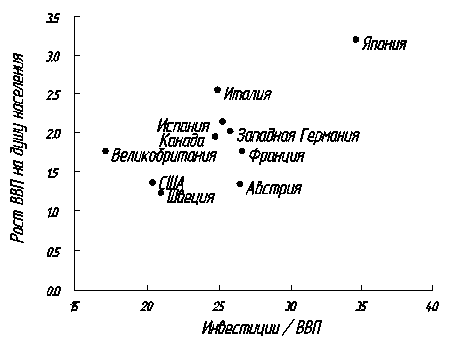 Рост ВВП на душу населения
3.5
3.0
2.5
2.0
1.5
1.0
0.5
0.0
Япония
Италия
Испания
Западная Германия
Канада
Великобритания
Франция
США
Швеция
Австрия
15
20
25
30
35
40
Инвестиции / ВВП